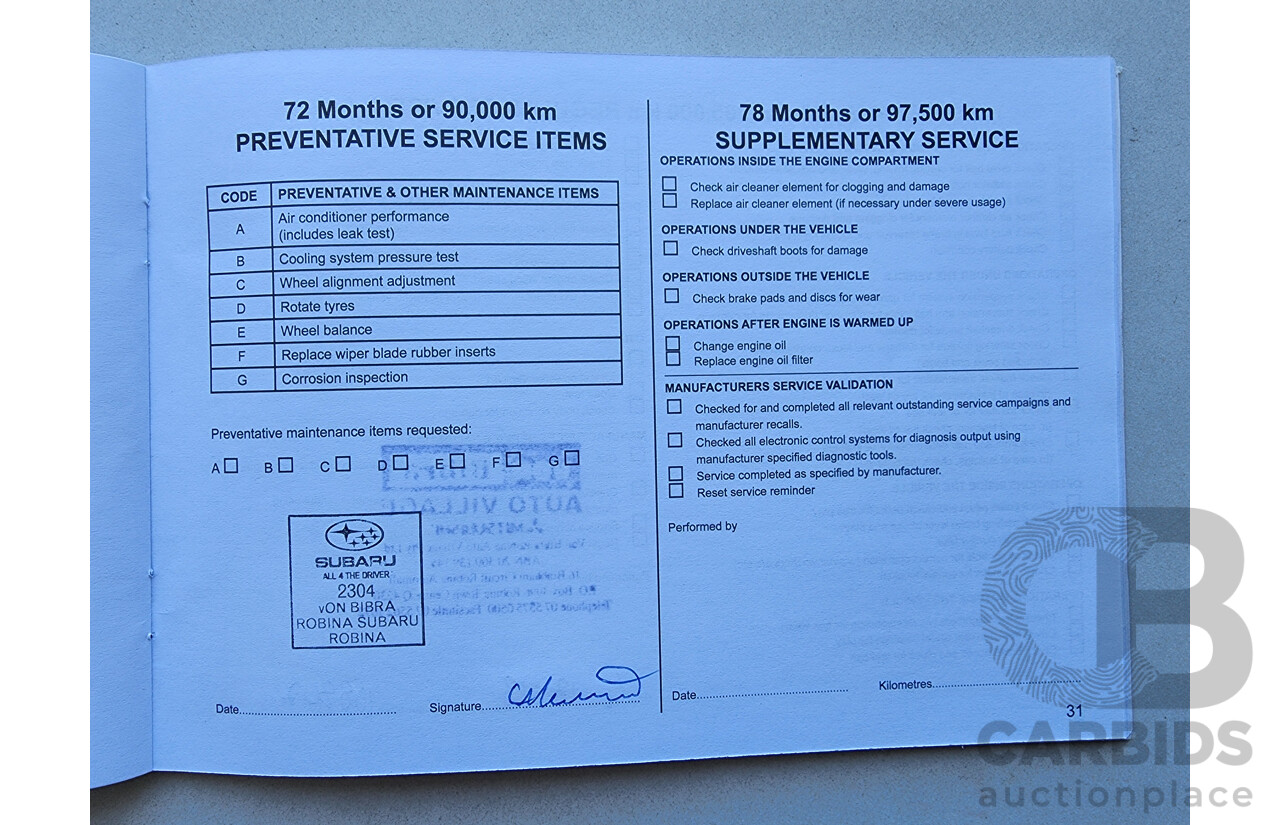 72 Months or 90,000 km
PREVENTATIVE SERVICE ITEMS
CODE PREVENTATIVE & OTHER MAINTENANCE ITEMS
A Air conditioner performance
(includes leak test)
B Cooling system pressure test
C Wheel alignment adjustment
D Rotate tyres
E Wheel balance
F Replace wiper blade rubber inserts
G Corrosion inspection
Preventative maintenance items requested:
A B C D E F G
AUTO VILLAGE
SUBARU
ALL 4 THE DRIVER
2304
VON BIBRA
ROBINA SUBARU
ROBINA
Date
Signature
78 Months or 97,500 km
SUPPLEMENTARY SERVICE
OPERATIONS INSIDE THE ENGINE COMPARTMENT
Check air cleaner element for clogging and damage
Replace air cleaner element (if necessary under severe usage)
OPERATIONS UNDER THE VEHICLE
Check driveshaft boots for damage
OPERATIONS OUTSIDE THE VEHICLE
Check brake pads and discs for wear
OPERATIONS AFTER ENGINE IS WARMED UP
Change engine oil
Replace engine oil filter
MANUFACTURERS SERVICE VALIDATION
Checked for and completed all relevant outstanding service campaigns and
manufacturer recalls.
Checked all electronic control systems for diagnosis output using
manufacturer specified diagnostic tools.
Service completed as specified by manufacturer.
Reset service reminder
Performed by
Date
Kilometres
31
CARBIDS
auctionplace